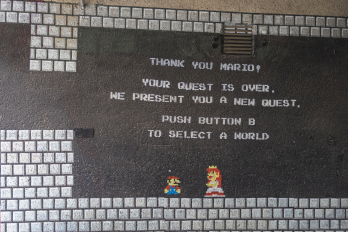 THANK YOU MARIO!
YOUR QUEST IS OVER.
WE PRESENT YOU A NEW QUEST.
PUSH BUTTON B
TO SELECT A WORLD